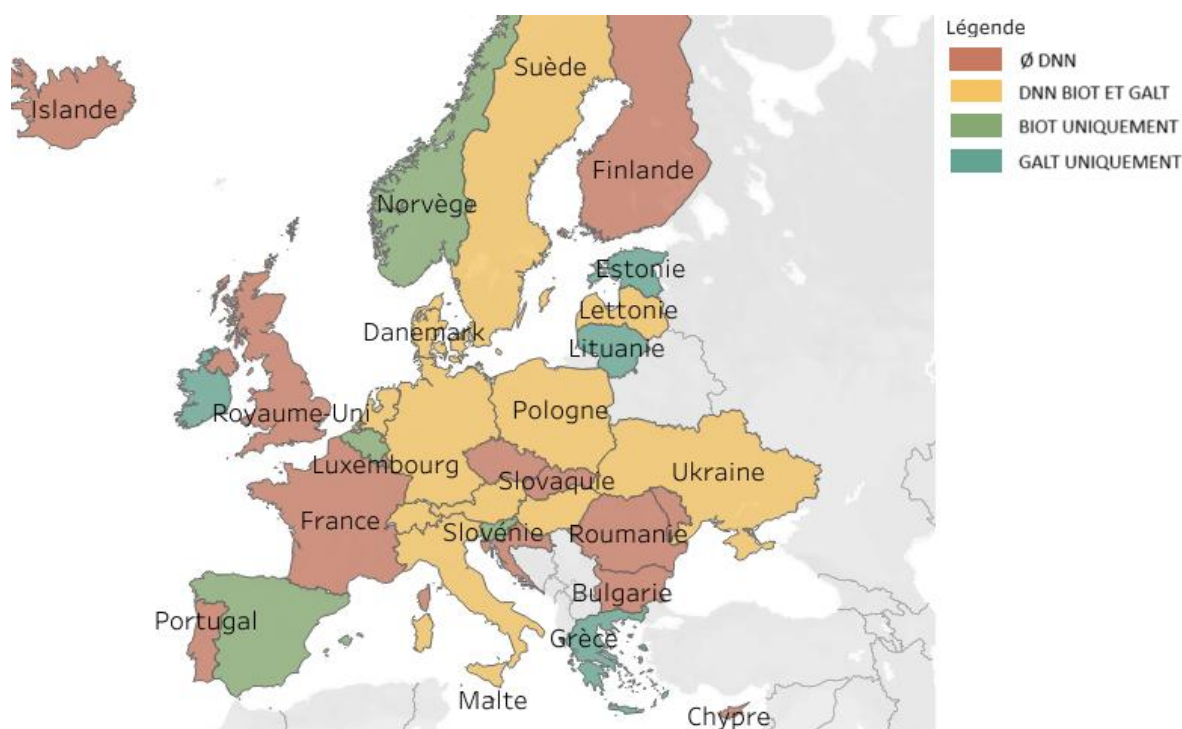 Légende
Ø DNN
DNN BIOT ET GALT
BIOT UNIQUEMENT
GALT UNIQUEMENT
Suède
Islande
Finlande
Norvège
Estonie
Lettonie
Danemark
Lituanie
Pologne
Royaume-Uni
Luxembourg
Ukraine
Slovaquie
France
Slovénie
Roumanie
Bulgarie
Portugal
Grèce
Malte
Chypre